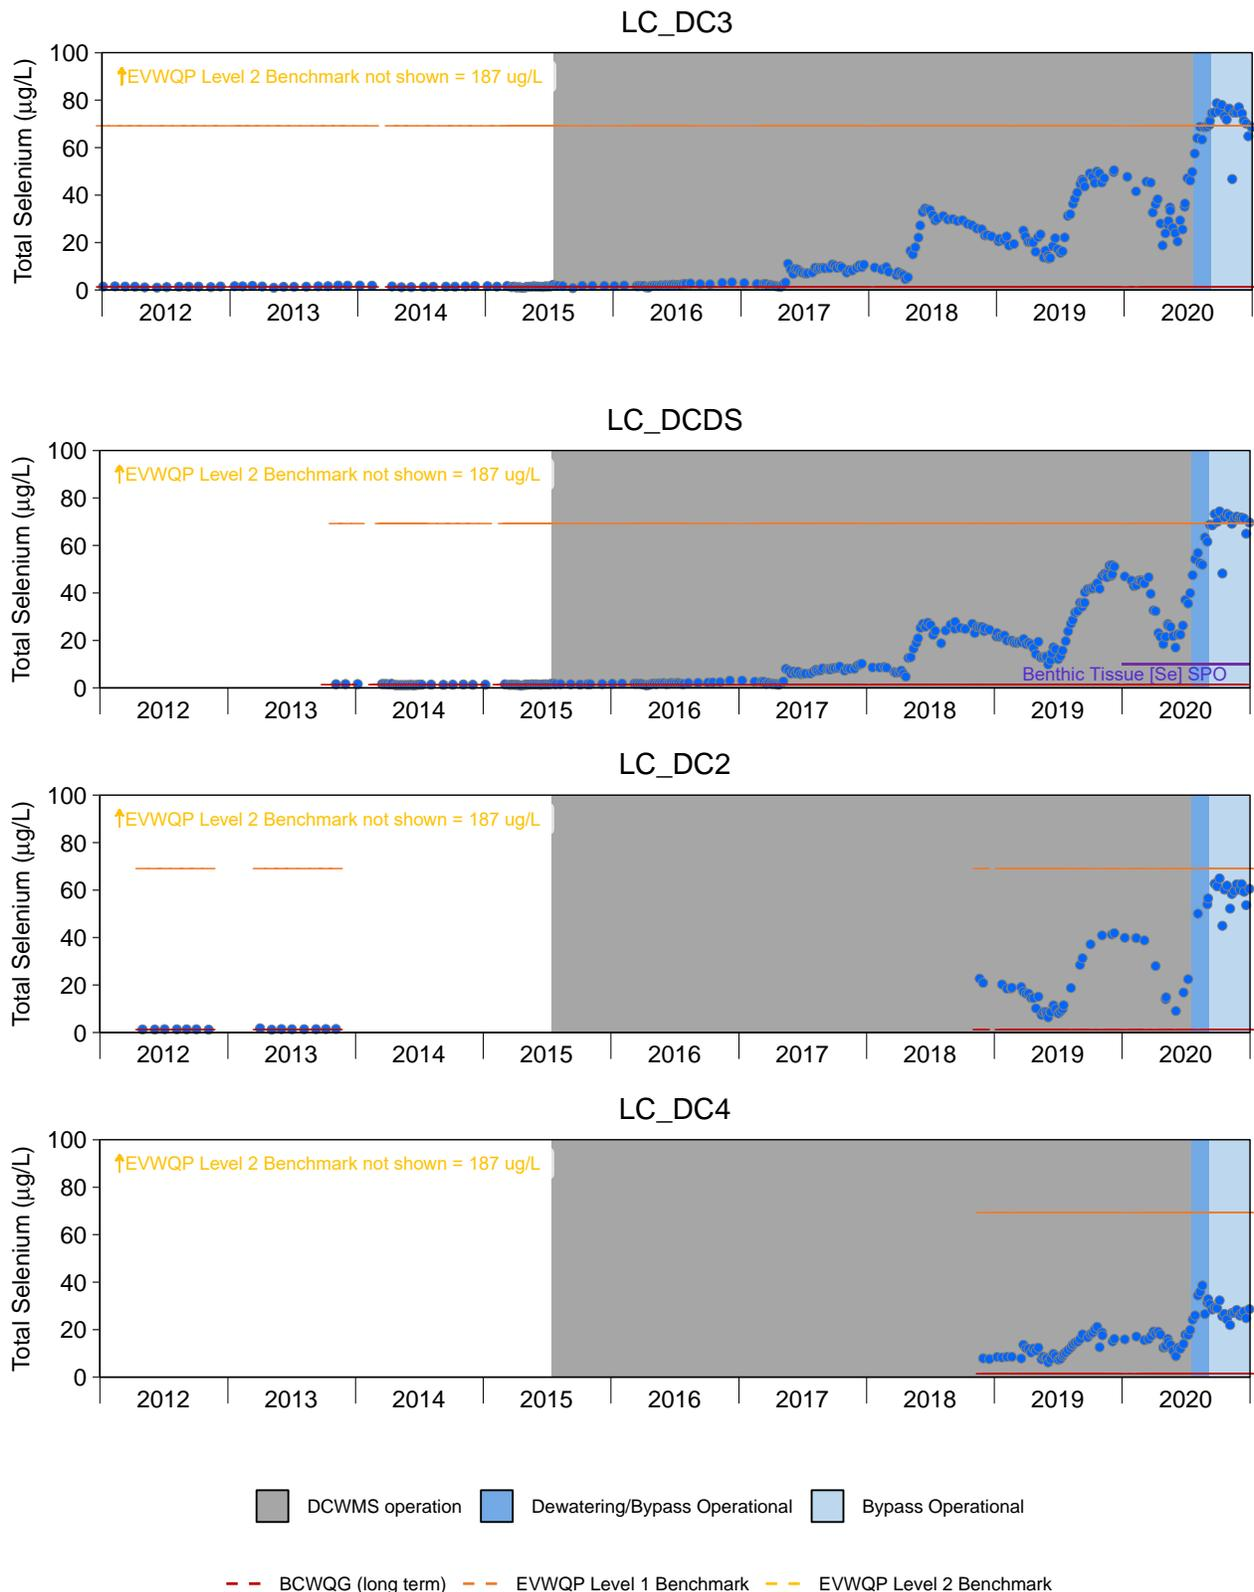 LC_DC3
Total Selenium (µg/L)
100
80
60
40
20
0
↑EVWQP Level 2 Benchmark not shown = 187 ug/L
2012 2013 2014 2015 2016 2017 2018 2019 2020
LC_DCDS
Total Selenium (µg/L)
100
80
60
40
20
0
↑EVWQP Level 2 Benchmark not shown = 187 ug/L
Benthic Tissue [Se] SPO
2012 2013 2014 2015 2016 2017 2018 2019 2020
LC_DC2
Total Selenium (µg/L)
100
80
60
40
20
0
↑EVWQP Level 2 Benchmark not shown = 187 ug/L
2012 2013 2014 2015 2016 2017 2018 2019 2020
LC_DC4
Total Selenium (µg/L)
100
80
60
40
20
0
↑EVWQP Level 2 Benchmark not shown = 187 ug/L
2012 2013 2014 2015 2016 2017 2018 2019 2020
DCWMS operation Dewatering/Bypass Operational Bypass Operational
BCWQG (long term) EVWQP Level 1 Benchmark EVWQP Level 2 Benchmark